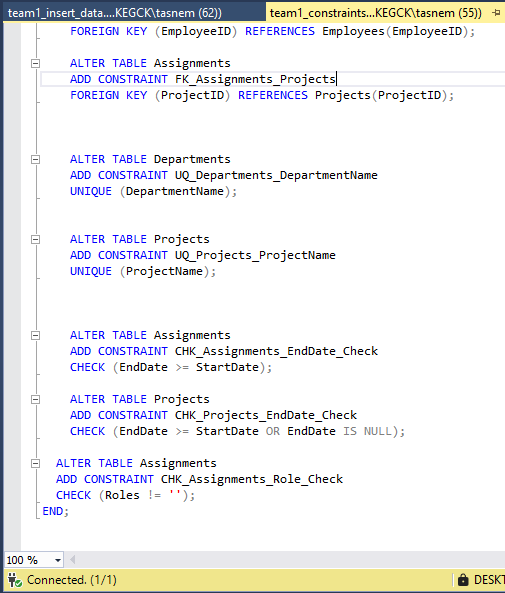 team1_insert_data....KEGCK\tasnem (62)) team1_constraints...KEGCK\tasnem (55))
FOREIGN KEY (EmployeeID) REFERENCES Employees(EmployeeID);
ALTER TABLE Assignments
ADD CONSTRAINT FK_Assignments_Projects
FOREIGN KEY (ProjectID) REFERENCES Projects(ProjectID);
ALTER TABLE Departments
ADD CONSTRAINT UQ_Departments_DepartmentName
UNIQUE (DepartmentName);
ALTER TABLE Projects
ADD CONSTRAINT UQ_Projects_ProjectName
UNIQUE (ProjectName);
ALTER TABLE Assignments
ADD CONSTRAINT CHK_Assignments_EndDate_Check
CHECK (EndDate >= StartDate);
ALTER TABLE Projects
ADD CONSTRAINT CHK_Projects_EndDate_Check
CHECK (EndDate >= StartDate OR EndDate IS NULL);
ALTER TABLE Assignments
ADD CONSTRAINT CHK_Assignments_Role_Check
CHECK (Roles != '');
END;
100 %
Connected. (1/1) DESKT